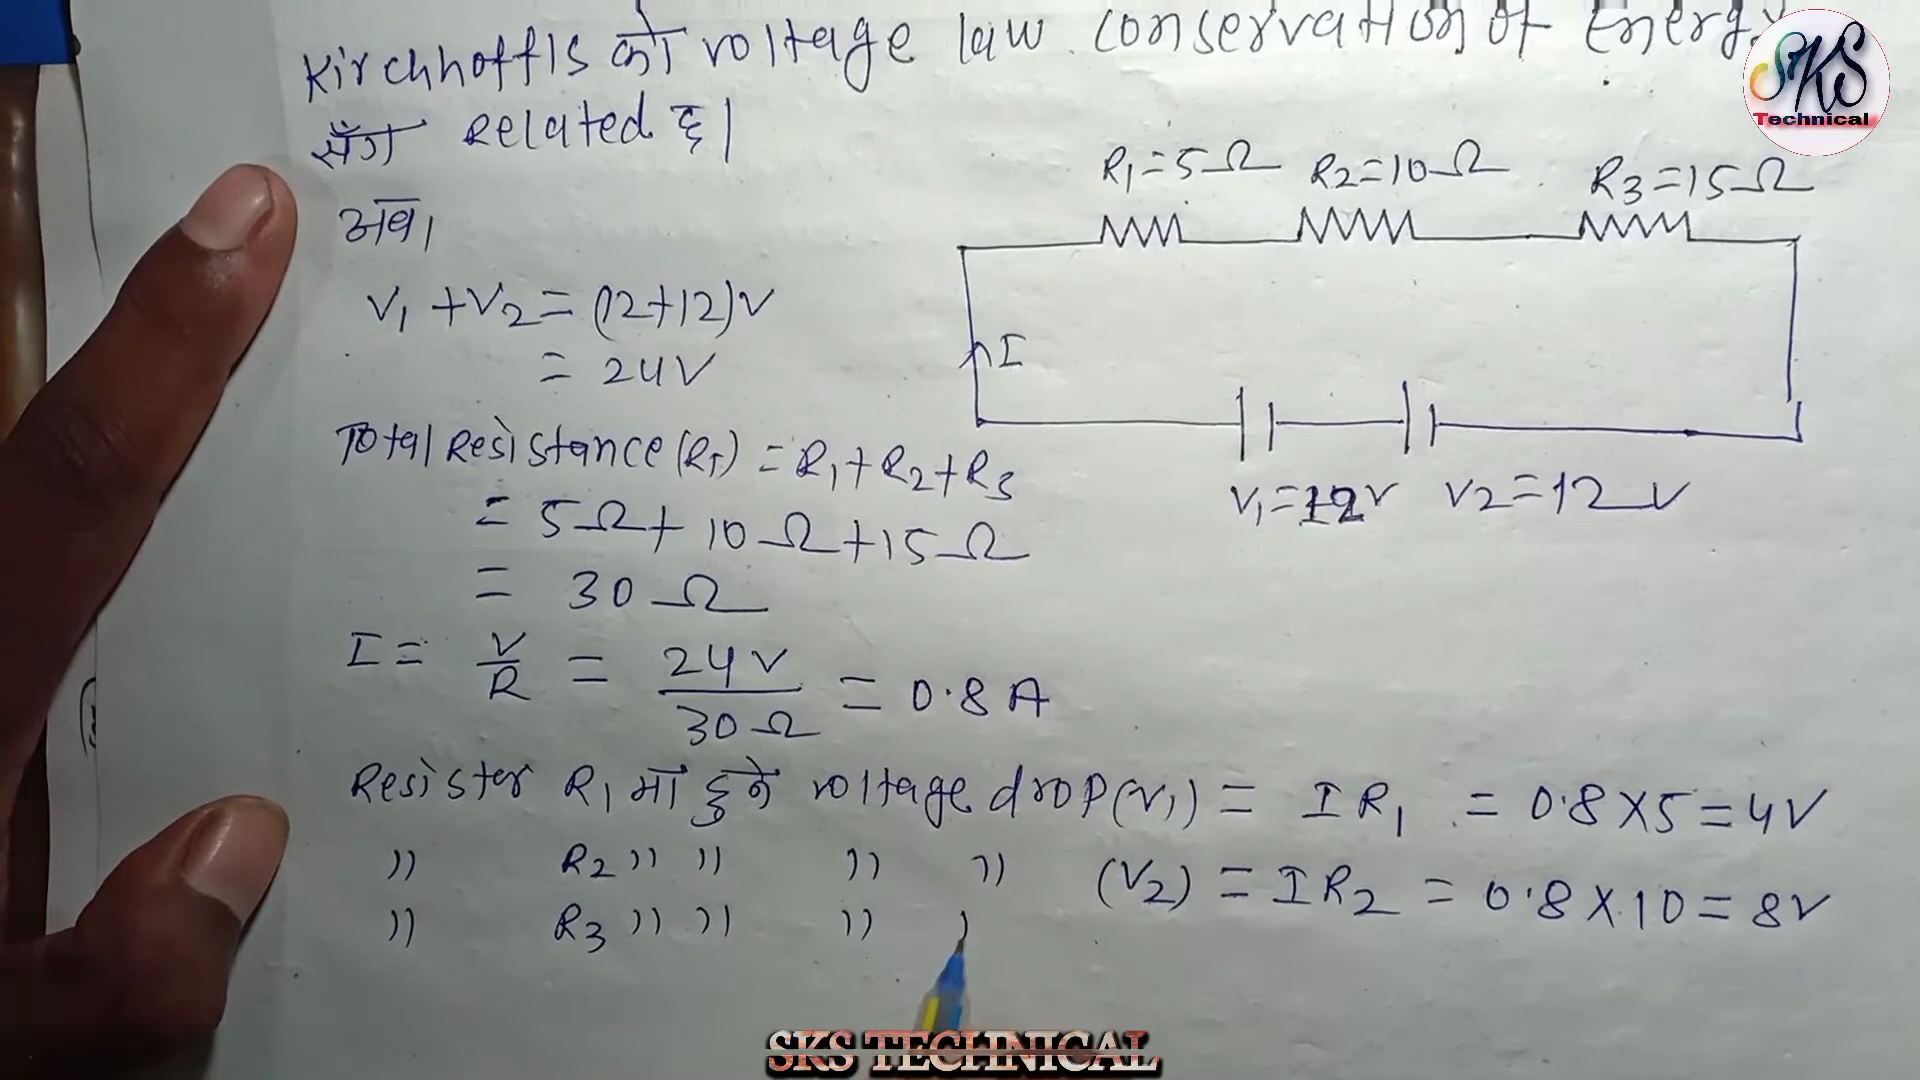 Kirchhoff's को voltage law conservation of Energy
सँग Related छ।
अब।
V1 + V2 = (12+12)V
= 24V
Total Resistance (RT) = R1+R2+R3
= 5Ω + 10Ω + 15Ω
= 30Ω
I = V/R = 24V/30Ω = 0.8 A
Resister R1 मा हुने voltage drop (V1) = IR1 = 0.8×5 = 4V
,, R2 ,, ,, ,, ,, (V2) = IR2 = 0.8×10 = 8V
,, R3 ,, ,, ,, ,
R1=5Ω R2=10Ω R3=15Ω
I
V1=12V V2=12V
SKS
Technical
SKS TECHNICAL